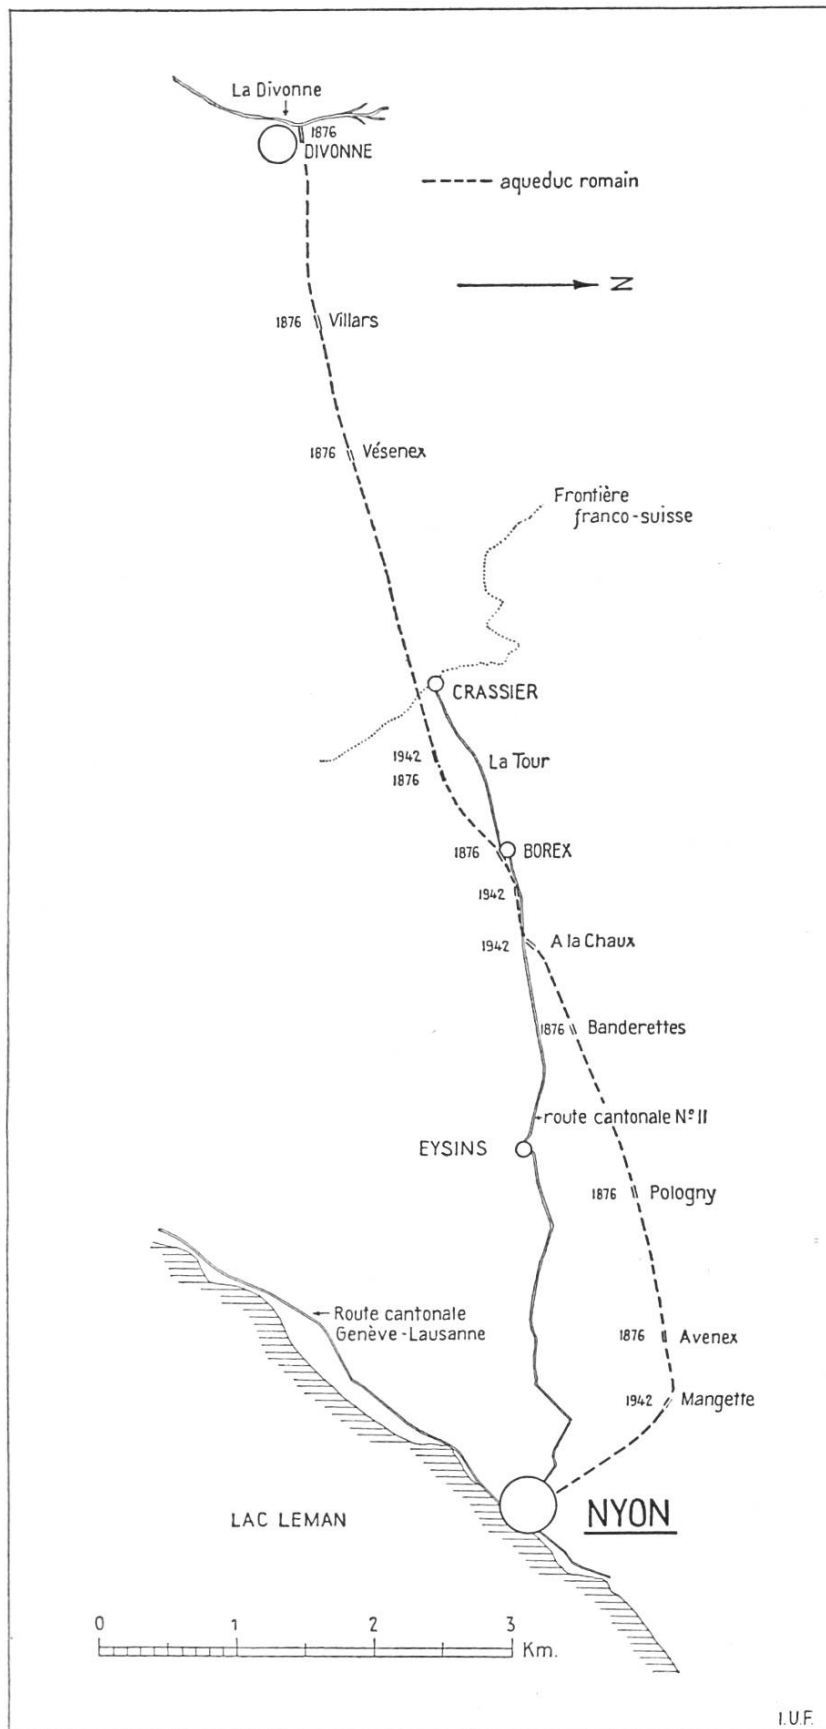 La Divonne
1876
DIVONNE
aqueduc romain
N
1876 Villars
1876 Vésenex
Frontière
franco-suisse
CRASSIER
1942
La Tour
1876
1876 BOREX
1942
1942 A la Chaux
1876 Banderettes
route cantonale Nº 11
EYSINS
1876 Pologny
Route cantonale
Genève-Lausanne
1876 Avenex
1942 Mangette
NYON
LAC LEMAN
0 1 2 3
Km.
I.U.F.